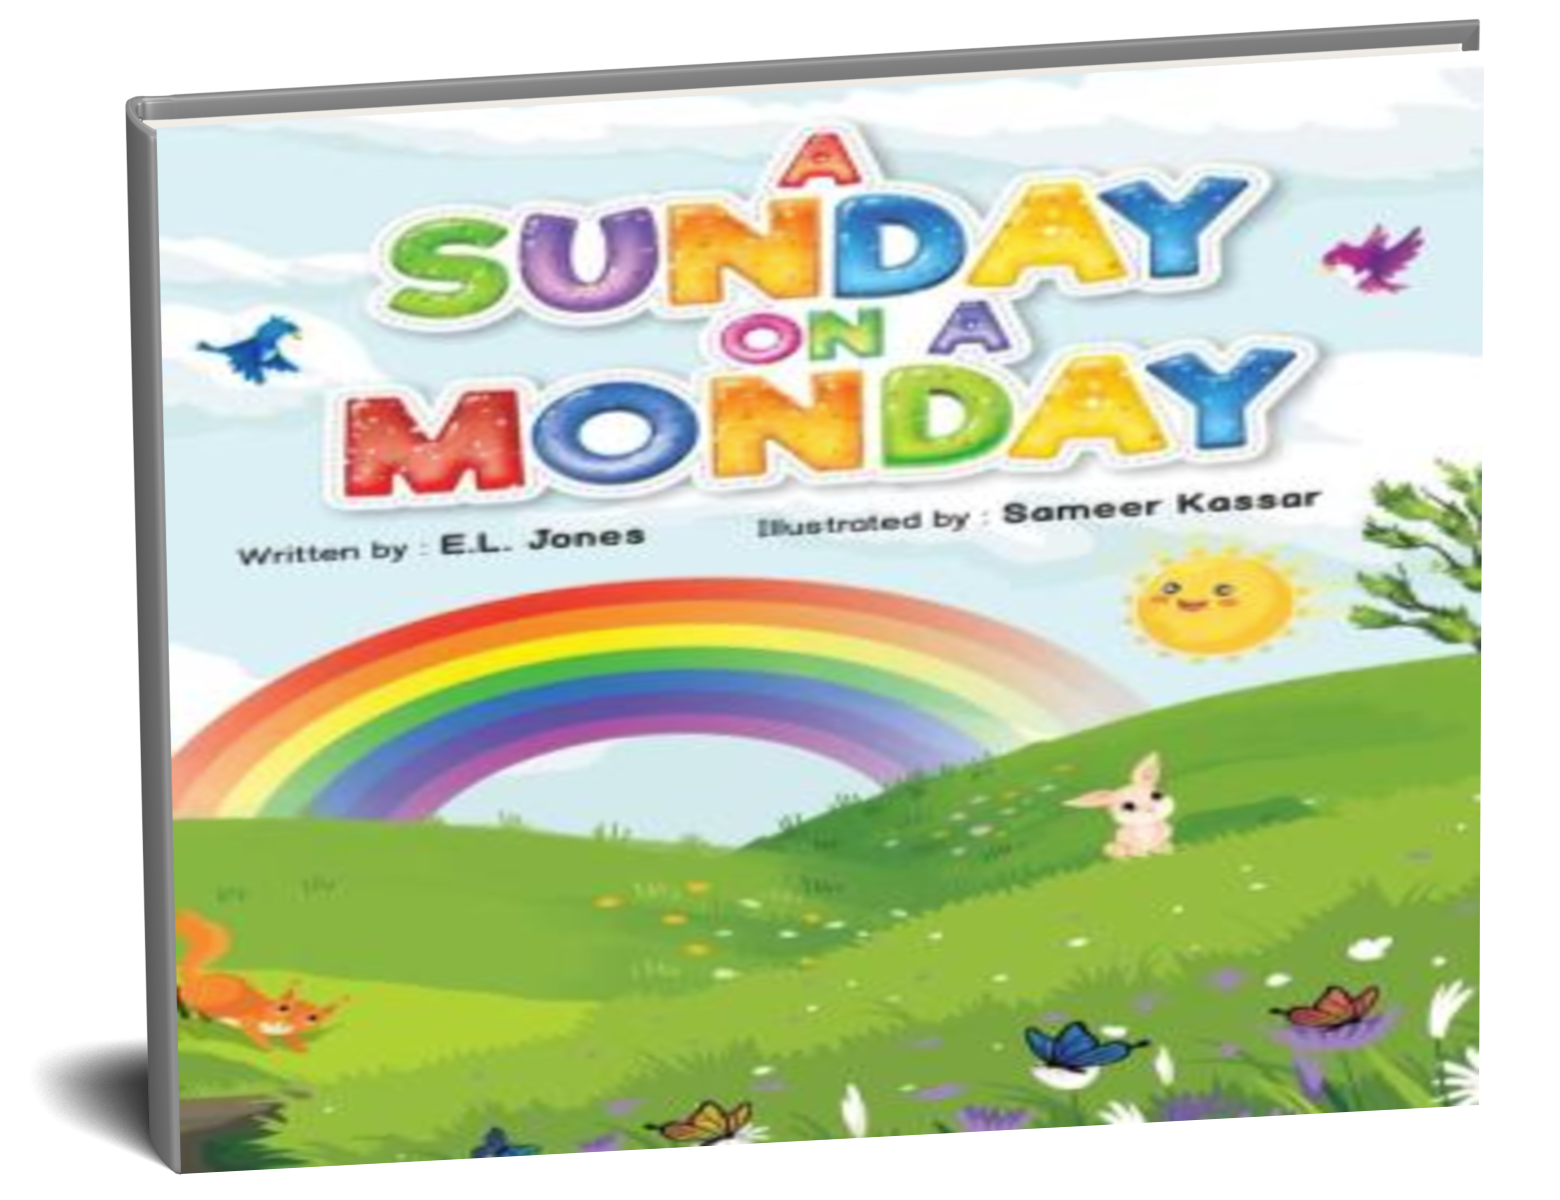 A
SUNDAY
ON A
MONDAY
Written by : E.L. Jones
Illustrated by : Sameer Kassar